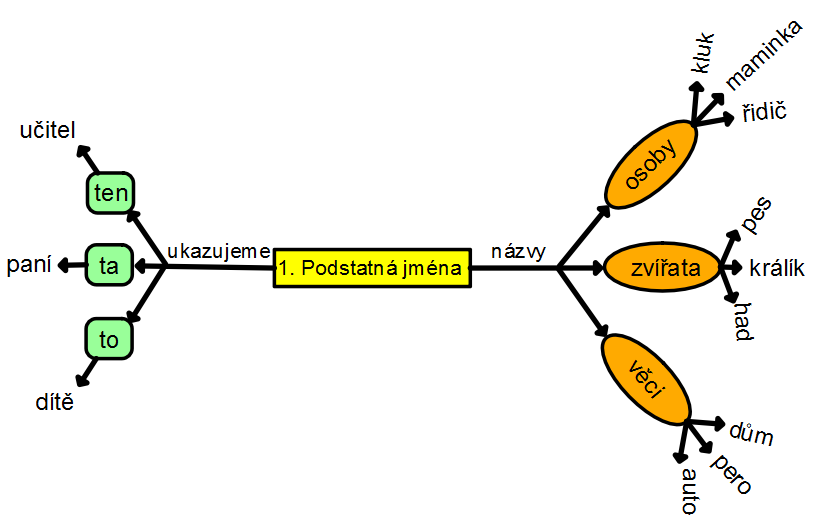 kluk
maminka
řidič
učitel
osoby
ten
pes
ukazujeme
názvy
paní
ta
1. Podstatná jména
zvířata
králík
had
to
věci
dítě
dům
pero
auto